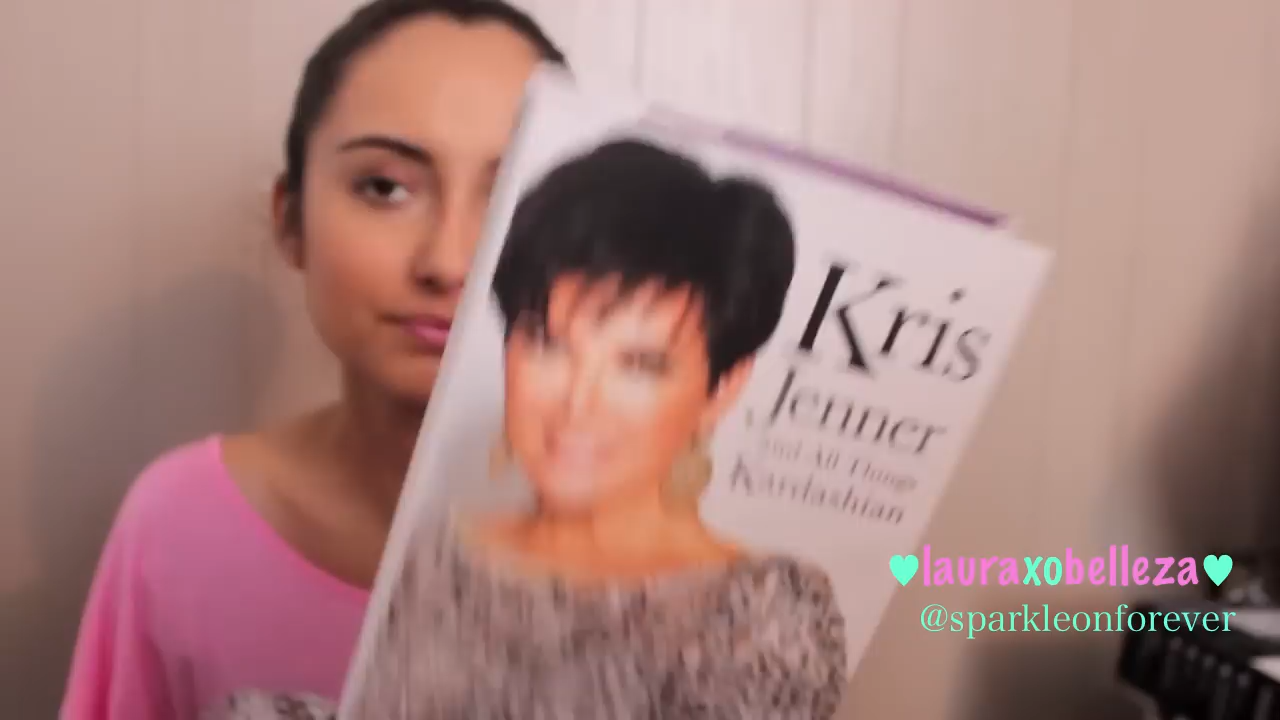 Kris
Jenner
And All Things
Kardashian
♥lauraxobelleza♥
@sparkleonforever